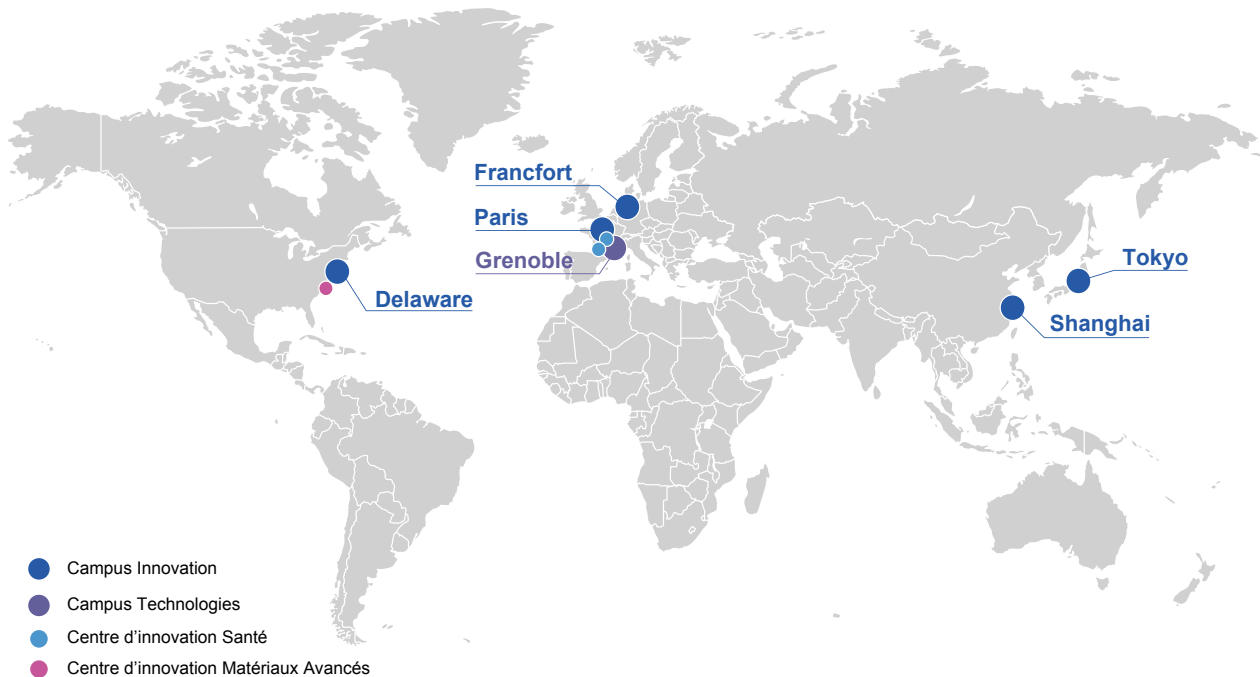 Francfort
Paris
Grenoble
Delaware
Tokyo
Shanghai
Campus Innovation
Campus Technologies
Centre d’innovation Santé
Centre d’innovation Matériaux Avancés